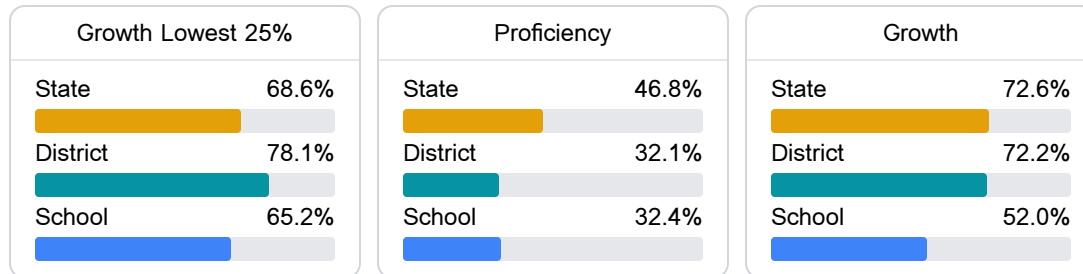 Growth Lowest 25%
State 68.6%
District 78.1%
School 65.2%
Proficiency
State 46.8%
District 32.1%
School 32.4%
Growth
State 72.6%
District 72.2%
School 52.0%